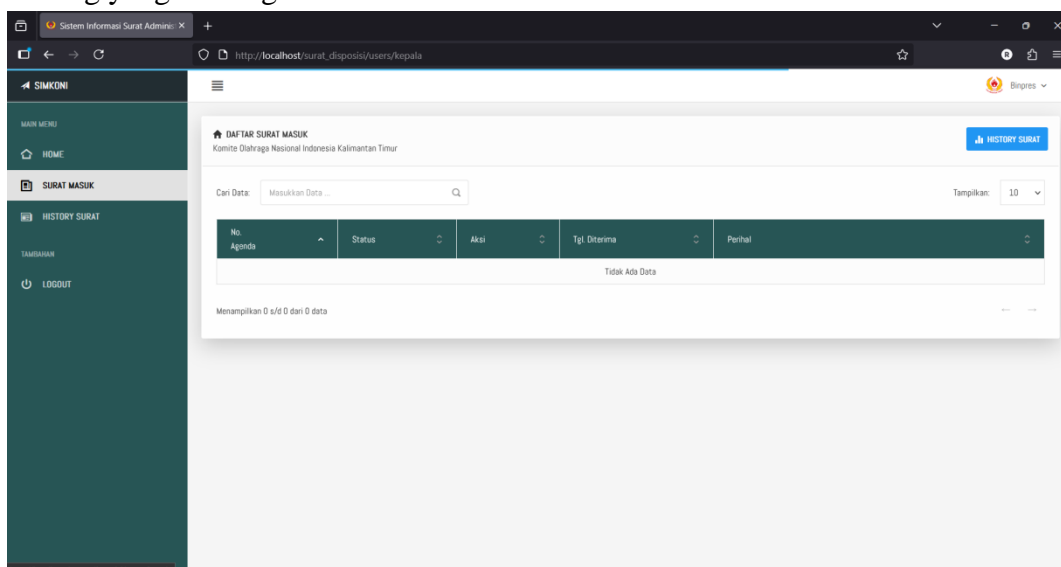 Sistem Informasi Surat Adminis
http://localhost/surat_disposisi/users/kepala
SIMKONI
Binpres
MAIN MENU
HOME
SURAT MASUK
HISTORY SURAT
TAMBAHAN
LOGOUT
DAFTAR SURAT MASUK
Komite Olahraga Nasional Indonesia Kalimantan Timur
HISTORY SURAT
Cari Data: Masukkan Data ...
Tampilkan: 10
No. Agenda Status Aksi Tgl. Diterima Perihal
Tidak Ada Data
Menampilkan 0 s/d 0 dari 0 data